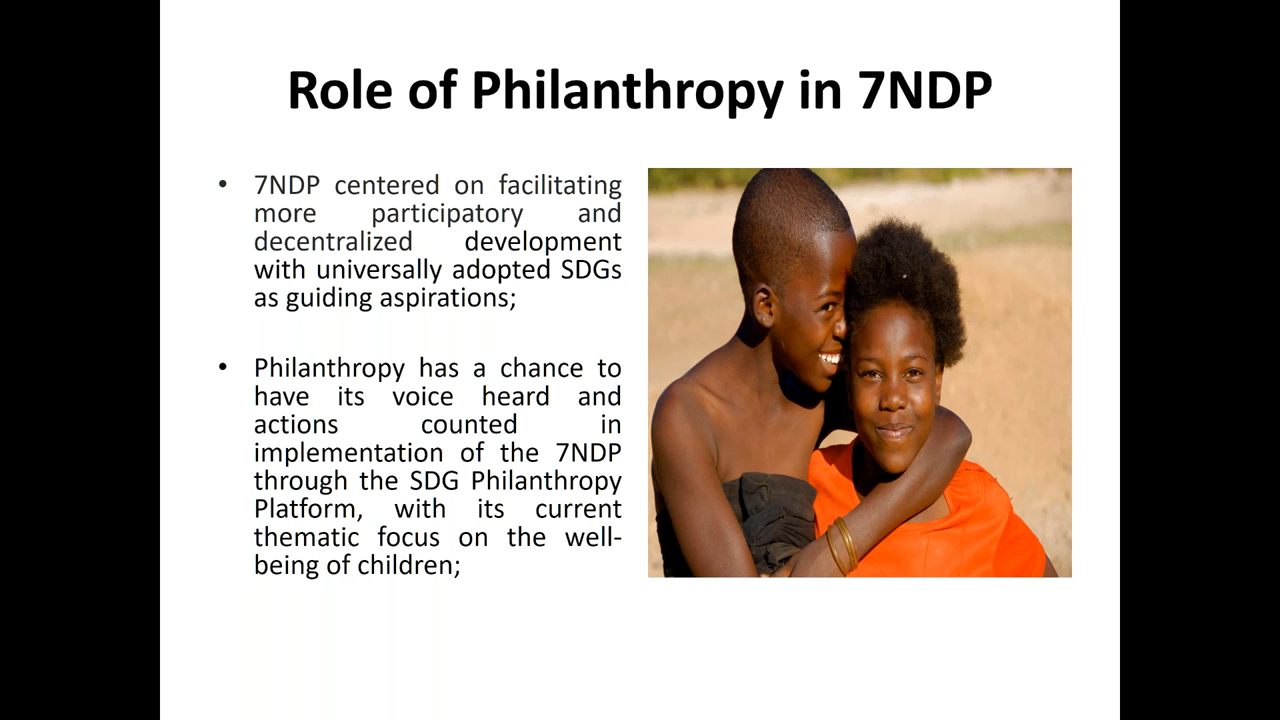 Role of Philanthropy in 7NDP
• 7NDP centered on facilitating
more participatory and
decentralized development
with universally adopted SDGs
as guiding aspirations;
• Philanthropy has a chance to
have its voice heard and
actions counted in
implementation of the 7NDP
through the SDG Philanthropy
Platform, with its current
thematic focus on the well-
being of children;